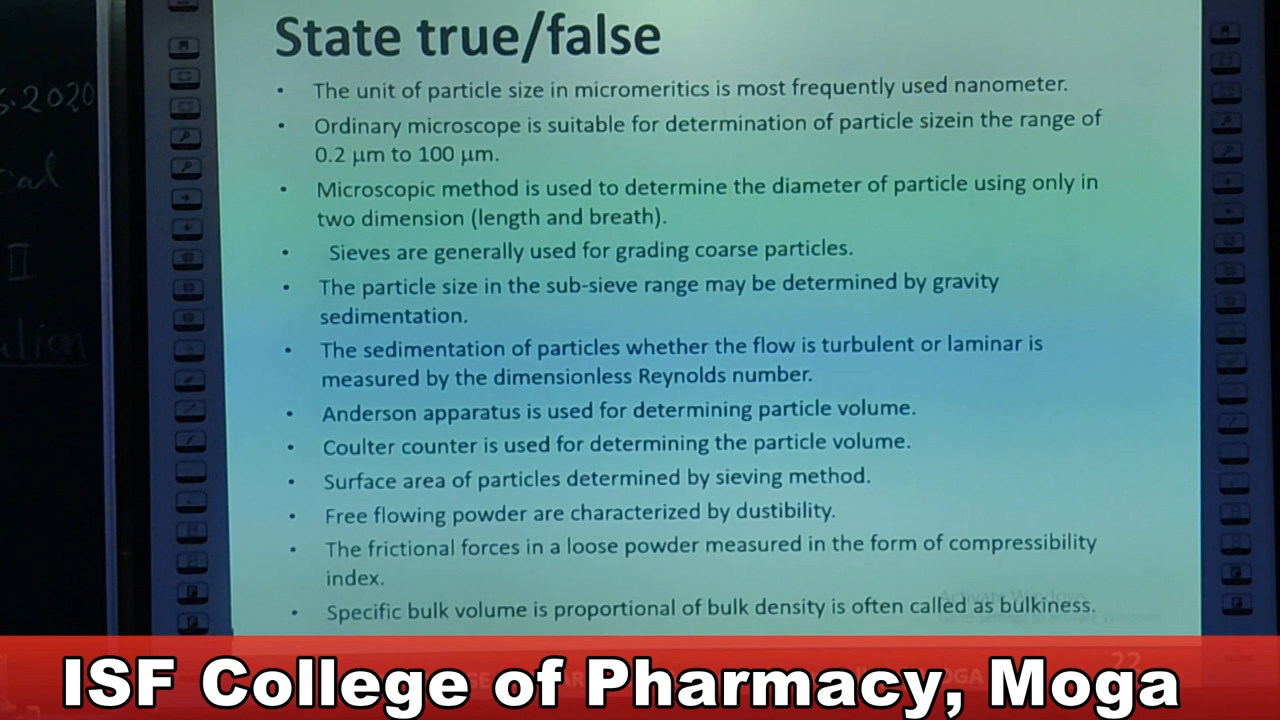 5.2020
cal
II
ation
State true/false
• The unit of particle size in micromeritics is most frequently used nanometer.
• Ordinary microscope is suitable for determination of particle sizein the range of
0.2 μm to 100 μm.
• Microscopic method is used to determine the diameter of particle using only in
two dimension (length and breath).
• Sieves are generally used for grading coarse particles.
• The particle size in the sub-sieve range may be determined by gravity
sedimentation.
• The sedimentation of particles whether the flow is turbulent or laminar is
measured by the dimensionless Reynolds number.
• Anderson apparatus is used for determining particle volume.
• Coulter counter is used for determining the particle volume.
• Surface area of particles determined by sieving method.
• Free flowing powder are characterized by dustibility.
• The frictional forces in a loose powder measured in the form of compressibility
index.
• Specific bulk volume is proportional of bulk density is often called as bulkiness.
Activate Windows
22
ISF College of Pharmacy, Moga